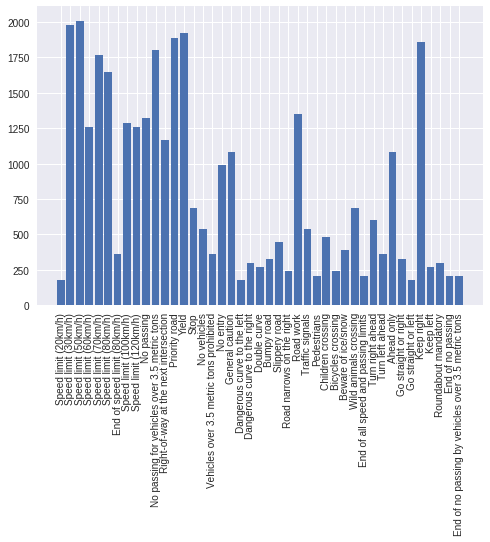 2000
1750
1500
1250
1000
750
500
250
0
Speed limit (20km/h)
Speed limit (30km/h)
Speed limit (50km/h)
Speed limit (60km/h)
Speed limit (70km/h)
Speed limit (80km/h)
End of speed limit (80km/h)
Speed limit (100km/h)
Speed limit (120km/h)
No passing
No passing for vehicles over 3.5 metric tons
Right-of-way at the next intersection
Priority road
Yield
Stop
No vehicles
Vehicles over 3.5 metric tons prohibited
No entry
General caution
Dangerous curve to the left
Dangerous curve to the right
Double curve
Bumpy road
Slippery road
Road narrows on the right
Road work
Traffic signals
Pedestrians
Children crossing
Bicycles crossing
Beware of ice/snow
Wild animals crossing
End of all speed and passing limits
Turn right ahead
Turn left ahead
Ahead only
Go straight or right
Go straight or left
Keep right
Keep left
Roundabout mandatory
End of no passing
End of no passing by vehicles over 3.5 metric tons